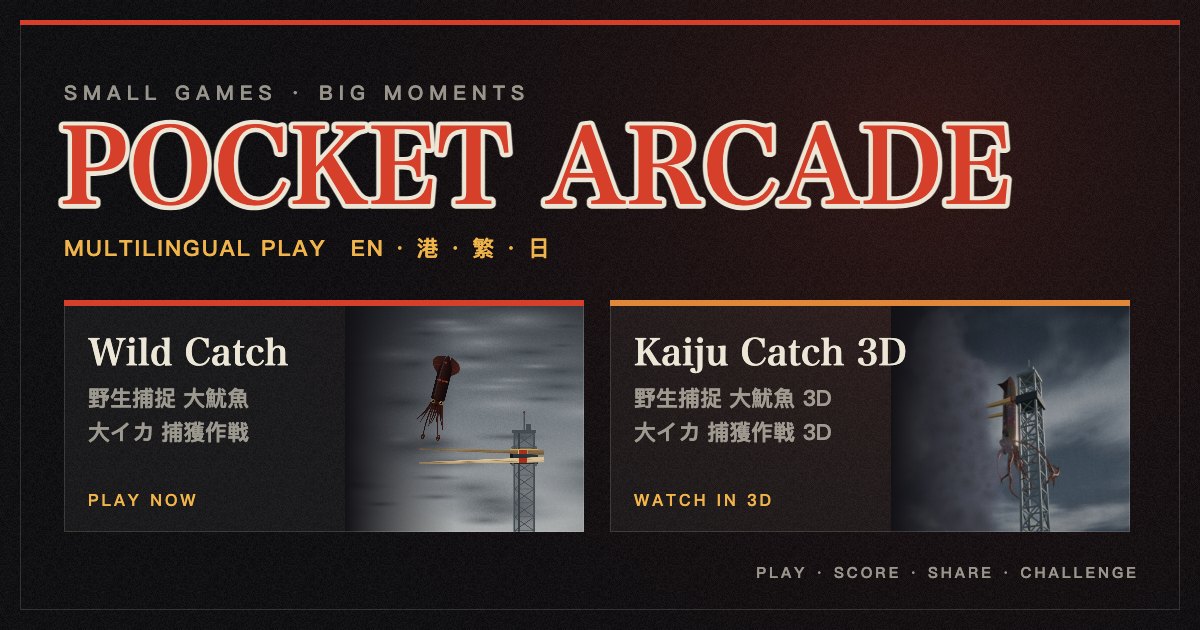 SMALL GAMES · BIG MOMENTS
POCKET ARCADE
MULTILINGUAL PLAY EN · 港 · 繁 · 日
Wild Catch
野生捕捉 大魷魚
大イカ 捕獲作戦
PLAY NOW
Kaiju Catch 3D
野生捕捉 大魷魚 3D
大イカ 捕獲作戦 3D
WATCH IN 3D
PLAY · SCORE · SHARE · CHALLENGE